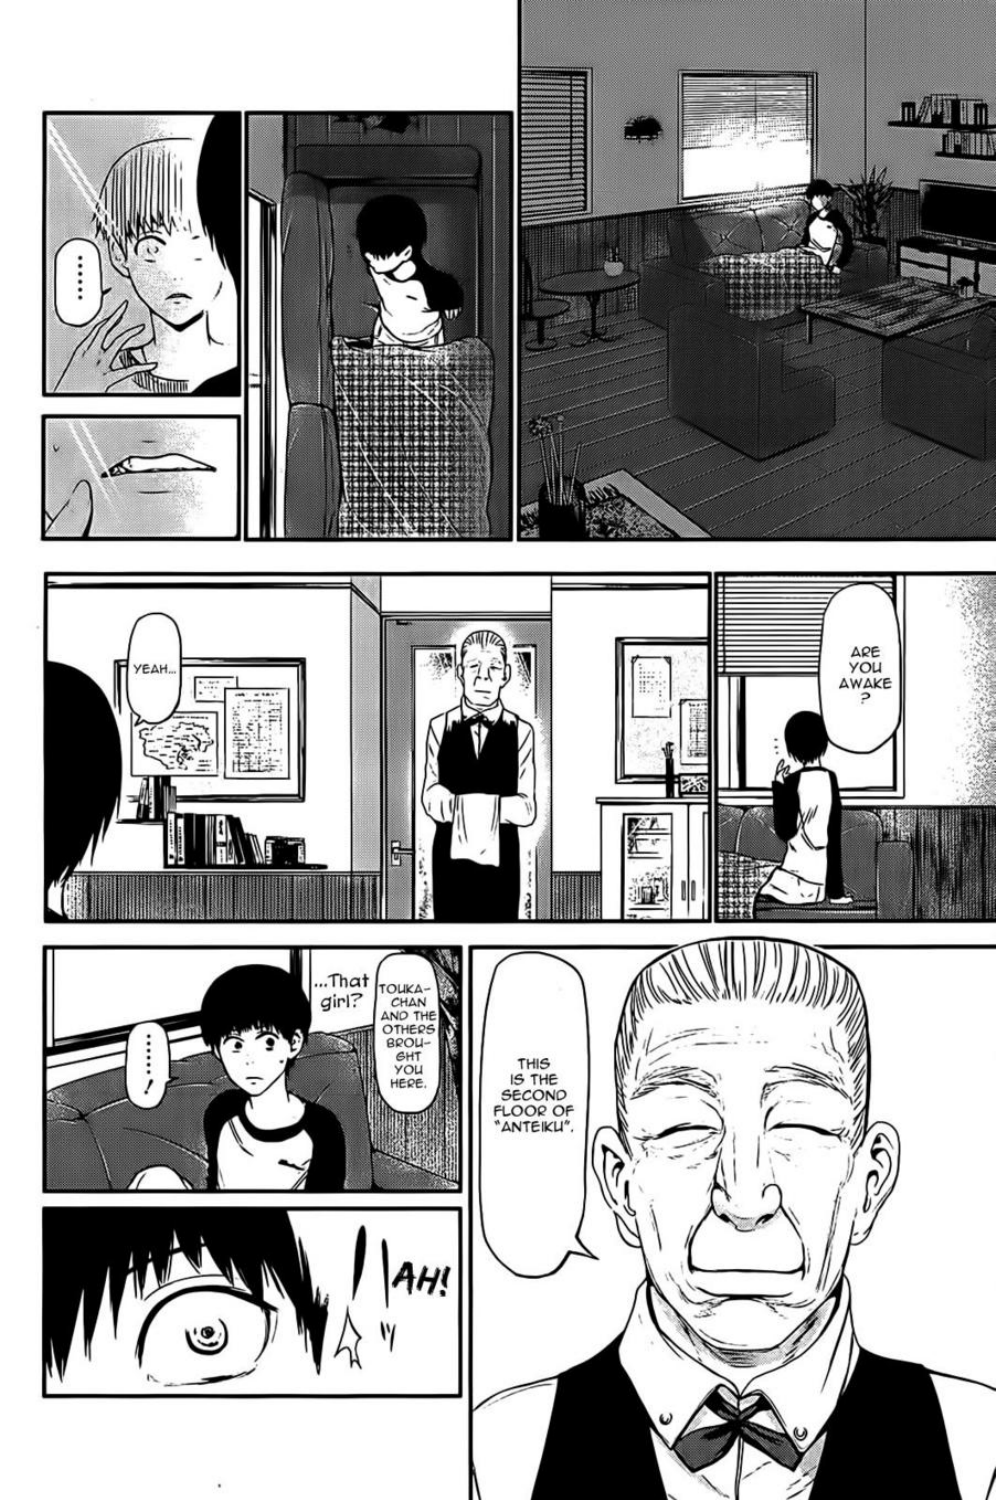 ......
ARE
YOU
AWAKE
?
YEAH...
THIS
IS THE
SECOND
FLOOR OF
"ANTEIKU".
TOUKA-
CHAN
AND THE
OTHERS
BROU-
GHT
YOU
HERE.
...That
girl?
......!
AH!